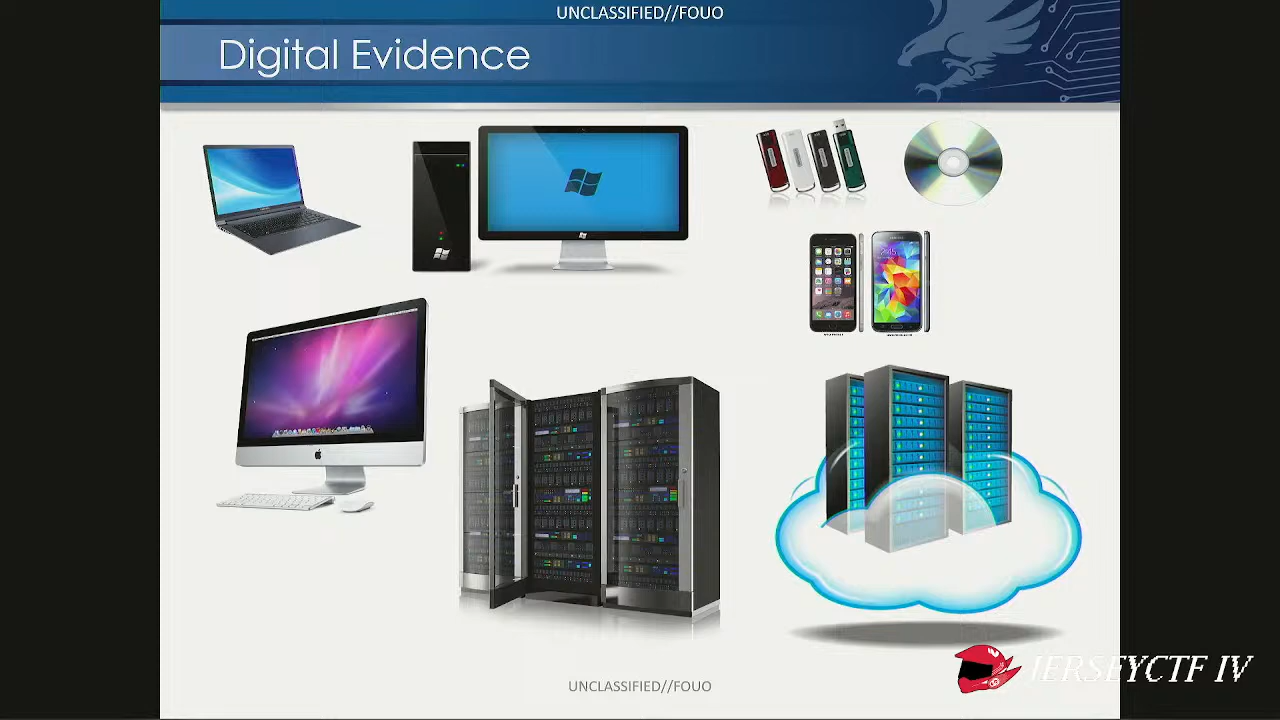 UNCLASSIFIED//FOUO
Digital Evidence
UNCLASSIFIED//FOUO
JERSEYCTF IV